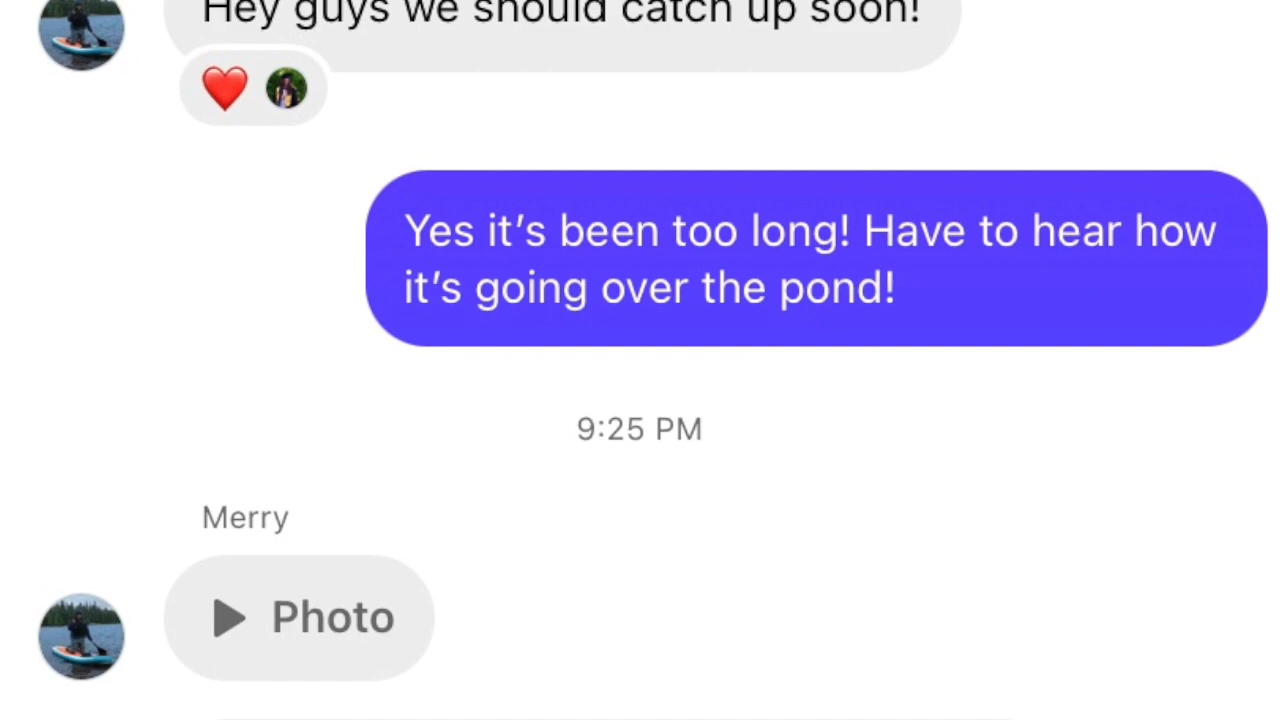 Hey guys we should catch up soon!
Yes it’s been too long! Have to hear how
it’s going over the pond!
9:25 PM
Merry
Photo